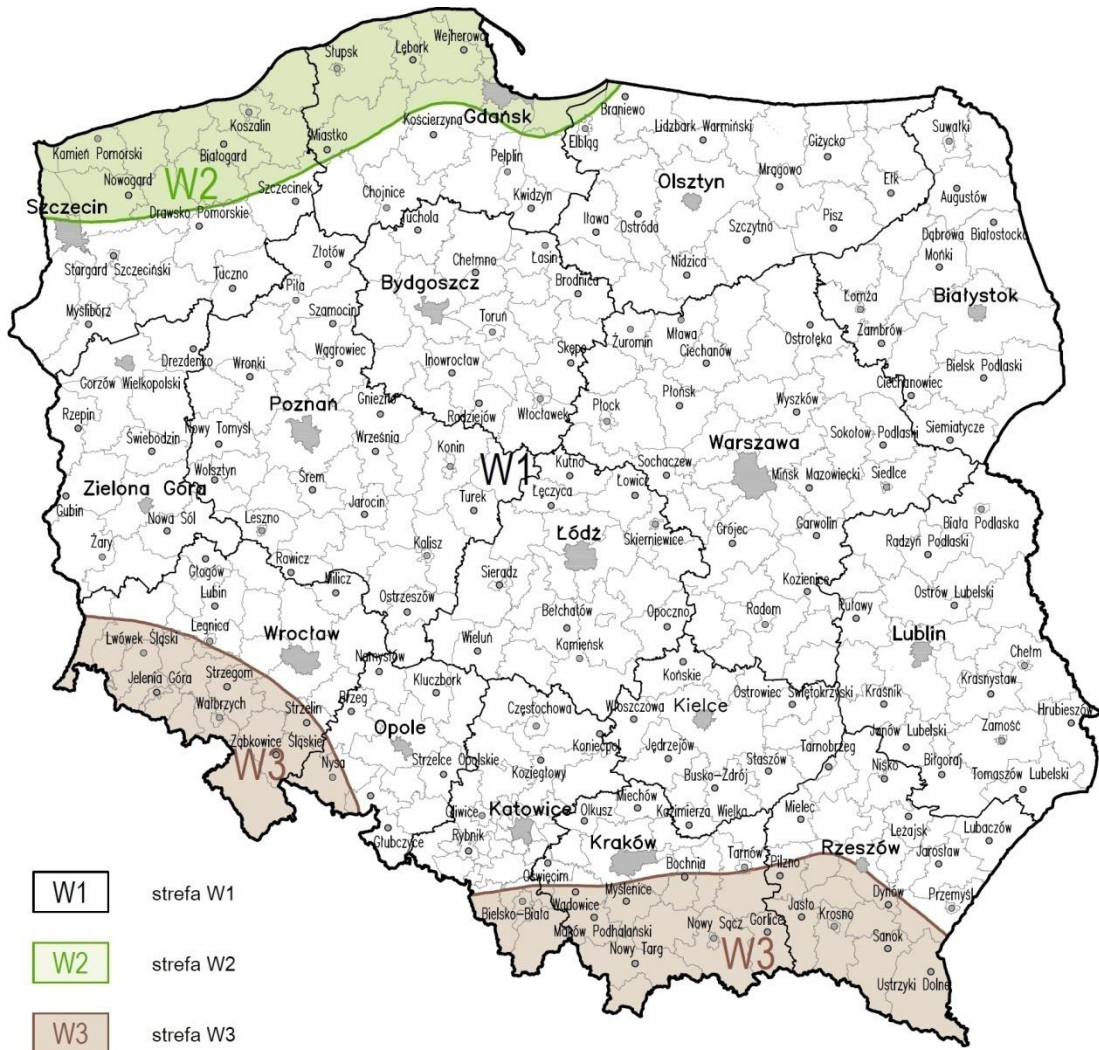 Wejherowo
Lębork
Słupsk
Gdańsk
Koszalin
Kościerzyna
Braniewo
Lidzbark Warmiński
Giżycko
Suwałki
Kamień Pomorski
Białogard
Miastko
Elbląg
Nowogard
W2
Pelplin
Mrągowo
Ełk
Szczecinek
Olsztyn
Augustów
Szczecin
Drawsko Pomorskie
Chojnice
Kwidzyn
Iława
Ostróda
Szczytno
Pisz
Tuchola
Dąbrowa Białostocka
Mońki
Stargard Szczeciński
Złotów
Chełmno
Łasin
Nidzica
Tuczno
Piła
Bydgoszcz
Brodnica
Łomża
Białystok
Myślibórz
Szamocin
Toruń
Żuromin
Mława
Ostrołęka
Zambrów
Drezdenko
Wronki
Wągrowiec
Inowrocław
Skępe
Ciechanów
Bielsk Podlaski
Gorzów Wielkopolski
Gniezno
Ciechanowiec
Rzepin
Poznań
Rodziejów
Włocławek
Płock
Płońsk
Wyszków
Siemiatycze
Świebodzin
Nowy Tomyśl
Września
Konin
W1
Kutno
Sochaczew
Warszawa
Sokołów Podlaski
Wolsztyn
Śrem
Mińsk Mazowiecki
Siedlce
Zielona Góra
Turek
Łęczyca
Łowicz
Gubin
Nowa Sól
Leszno
Jarocin
Łódź
Skierniewice
Grójec
Garwolin
Biała Podlaska
Radzyń Podlaski
Żary
Rawicz
Kalisz
Głogów
Milicz
Sieradz
Kozienice
Lubin
Ostrzeszów
Bełchatów
Opoczno
Radom
Puławy
Ostrów Lubelski
Legnica
Wrocław
Wieluń
Kamieńsk
Lublin
Lwówek Śląski
Namysłów
Końskie
Chełm
Jelenia Góra
Strzegom
Kluczbork
Ostrowiec Świętokrzyski
Kraśnik
Krasnystaw
Wałbrzych
Strzelin
Brzeg
Częstochowa
Włoszczowa
Kielce
Hrubieszów
Opole
Koniecpol
Jędrzejów
Tarnobrzeg
Janów Lubelski
Zamość
Ząbkowice Śląskie
W3
Nysa
Strzelce Opolskie
Koziegłowy
Busko-Zdrój
Staszów
Nisko
Biłgoraj
Tomaszów Lubelski
Gliwice
Katowice
Olkusz
Miechów
Kazimierza Wielka
Mielec
Głubczyce
Rybnik
Kraków
Leżajsk
Lubaczów
Oświęcim
Bochnia
Tarnów
Pilzno
Rzeszów
Jarosław
Wadowice
Myślenice
Dynów
Przemyśl
Bielsko-Biała
Maków Podhalański
Nowy Sącz
Gorlice
Jasło
Krosno
Nowy Targ
W3
Sanok
Ustrzyki Dolne
W1 strefa W1
W2 strefa W2
W3 strefa W3